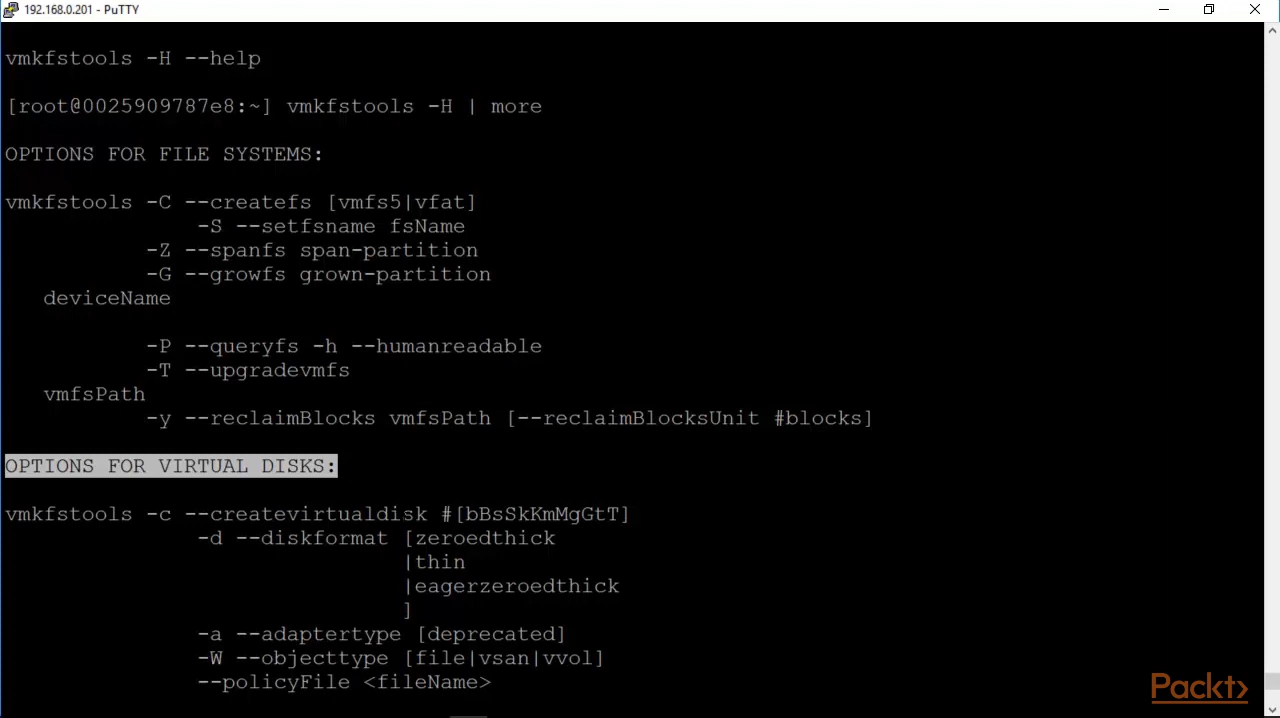 192.168.0.201 - PuTTY
vmkfstools -H --help
[root@0025909787e8:~] vmkfstools -H | more
OPTIONS FOR FILE SYSTEMS:
vmkfstools -C --createfs [vmfs5|vfat]
-S --setfsname fsName
-Z --spanfs span-partition
-G --growfs grown-partition
deviceName
-P --queryfs -h --humanreadable
-T --upgradevmfs
vmfsPath
-y --reclaimBlocks vmfsPath [--reclaimBlocksUnit #blocks]
OPTIONS FOR VIRTUAL DISKS:
vmkfstools -c --createvirtualdisk #[bBsSkKmMgGtT]
-d --diskformat [zeroedthick
|thin
|eagerzeroedthick
]
-a --adaptertype [deprecated]
-W --objecttype [file|vsan|vvol]
--policyFile <fileName>
Packt>